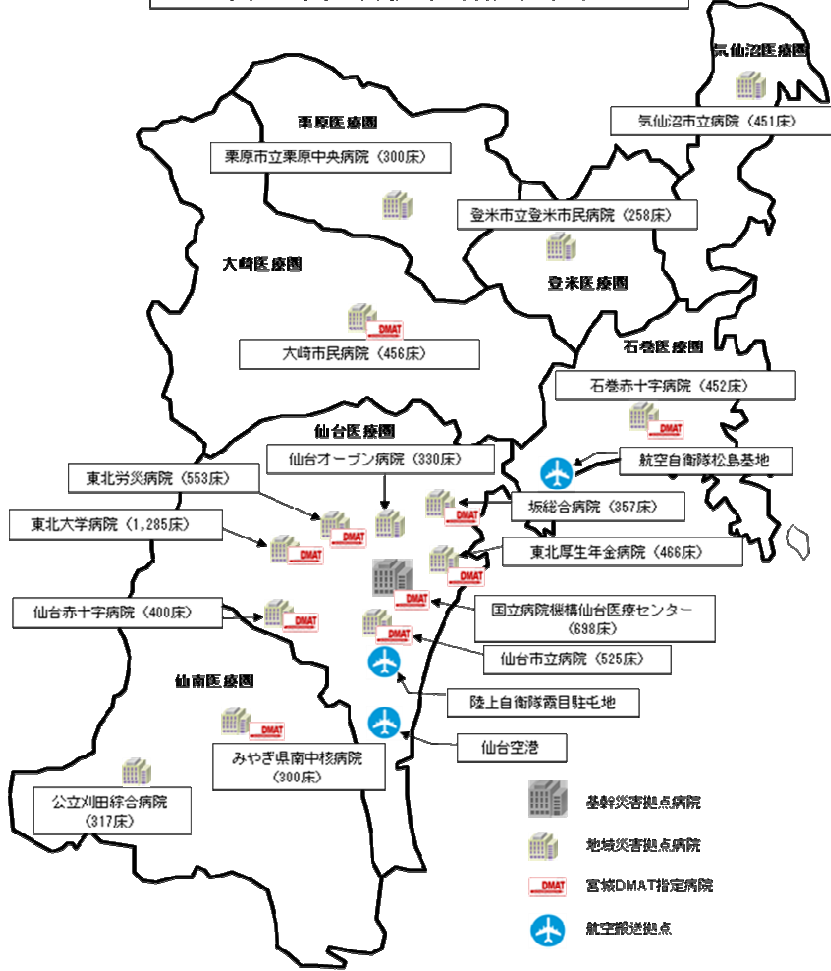 気仙沼医療圏
気仙沼市立病院（451床）
栗原医療圏
栗原市立栗原中央病院（300床）
登米市立登米市民病院（258床）
登米医療圏
大崎医療圏
DMAT
大崎市民病院（456床）
石巻医療圏
石巻赤十字病院（452床）
DMAT
航空自衛隊松島基地
仙台医療圏
仙台オープン病院（330床）
東北労災病院（553床）
DMAT
坂総合病院（357床）
DMAT
東北大学病院（1,285床）
DMAT
東北厚生年金病院（466床）
DMAT
国立病院機構仙台医療センター
（698床）
DMAT
仙台赤十字病院（400床）
DMAT
仙台市立病院（525床）
DMAT
陸上自衛隊霞目駐屯地
仙台空港
仙南医療圏
DMAT
みやぎ県南中核病院
（300床）
公立刈田綜合病院
（317床）
基幹災害拠点病院
地域災害拠点病院
DMAT
宮城DMAT指定病院
航空搬送拠点